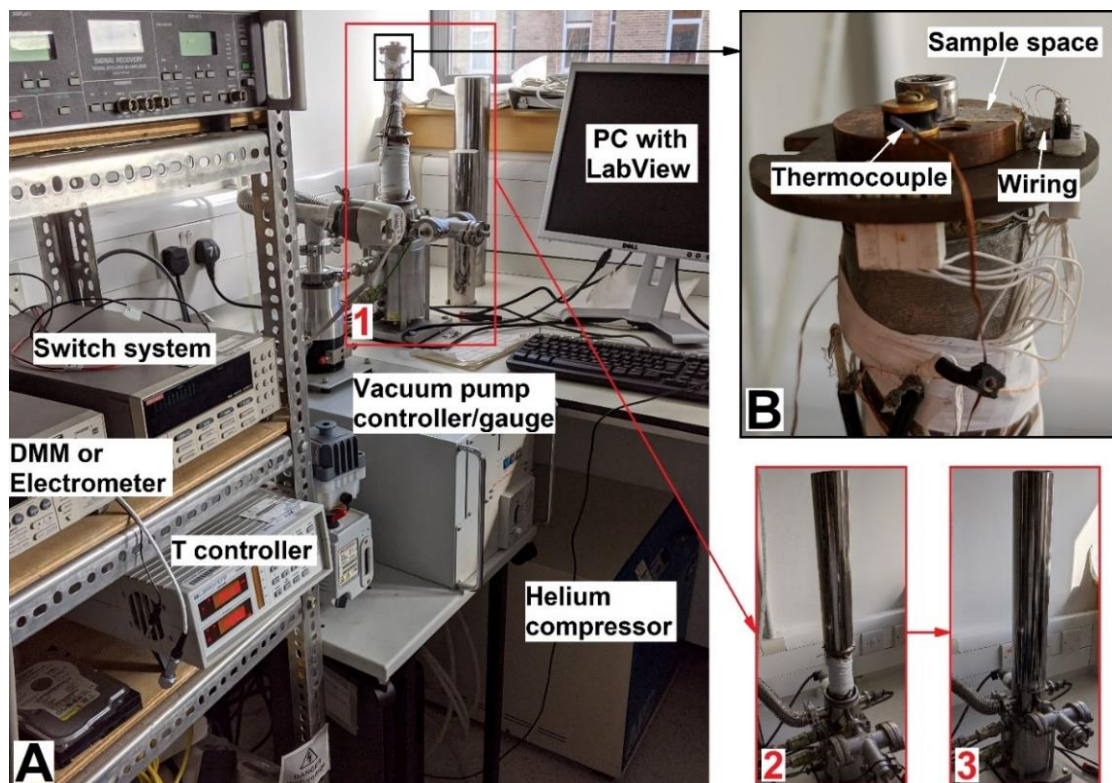 SIGNAL RECOVERY
PC with
LabView
DELL
1
Switch system
Vacuum pump
controller/gauge
DMM or
Electrometer
T controller
Helium
compressor
A
Sample space
Thermocouple
Wiring
B
2
3